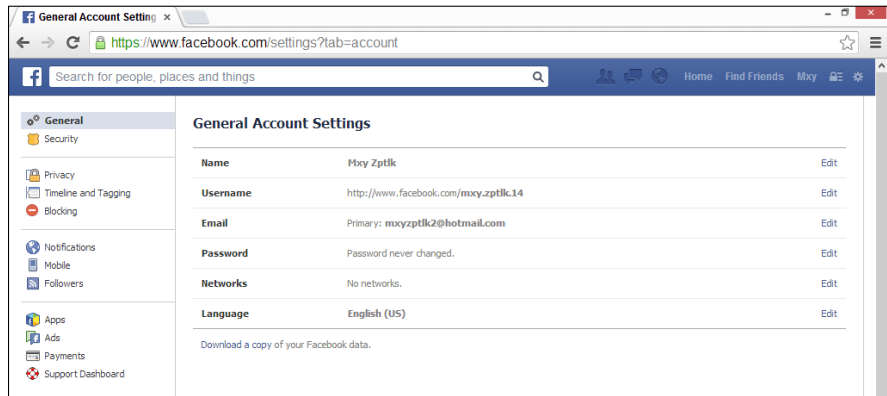 General Account Setting
https://www.facebook.com/settings?tab=account
f Search for people, places and things Home Find Friends Mxy
General
Security
Privacy
Timeline and Tagging
Blocking
Notifications
Mobile
Followers
Apps
Ads
Payments
Support Dashboard
General Account Settings
Name Mxy Zptlk Edit
Username http://www.facebook.com/mxy.zptlk.14 Edit
Email Primary: mxyzptlk2@hotmail.com Edit
Password Password never changed. Edit
Networks No networks. Edit
Language English (US) Edit
Download a copy of your Facebook data.